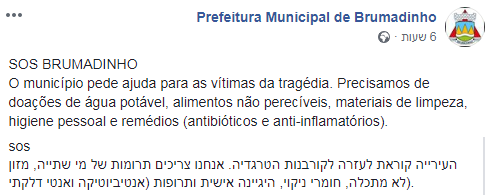 Prefeitura Municipal de Brumadinho
6 שעות ·
SOS BRUMADINHO
O município pede ajuda para as vítimas da tragédia. Precisamos de
doações de água potável, alimentos não perecíveis, materiais de limpeza,
higiene pessoal e remédios (antibióticos e anti-inflamatórios).
sos
העירייה קוראת לעזרה לקורבנות הטרגדיה. אנחנו צריכים תרומות של מי שתייה, מזון
לא מתכלה, חומרי ניקוי, היגיינה אישית ותרופות (אנטיביוטיקה ואנטי דלקתי).